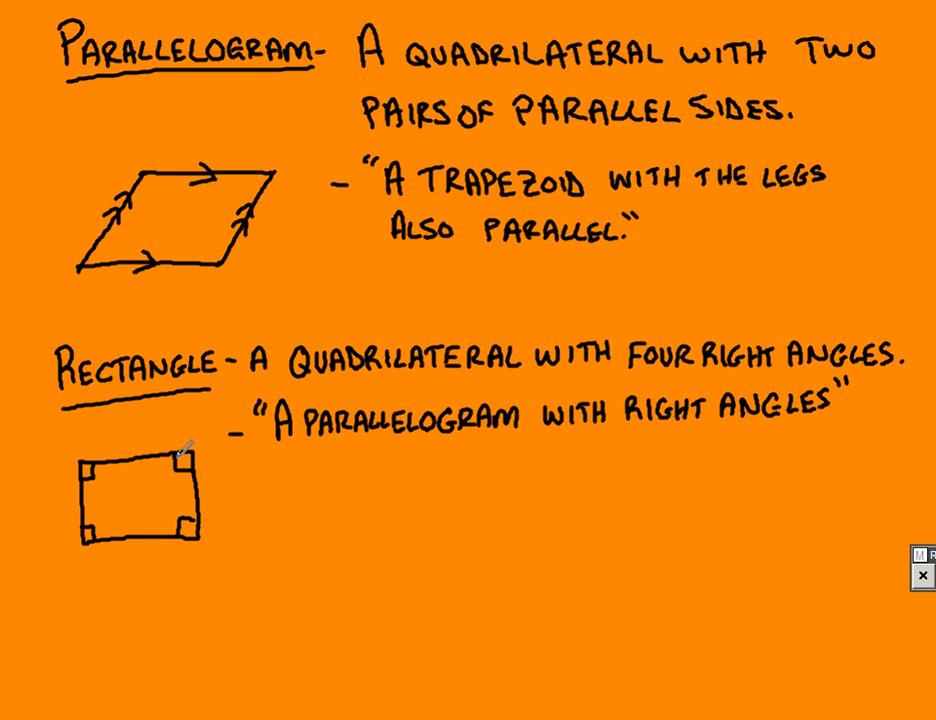 PARALLELOGRAM- A QUADRILATERAL WITH TWO
PAIRS OF PARALLEL SIDES.
- "A TRAPEZOID WITH THE LEGS
ALSO PARALLEL."
RECTANGLE - A QUADRILATERAL WITH FOUR RIGHT ANGLES.
- "A PARALLELOGRAM WITH RIGHT ANGLES"
M R